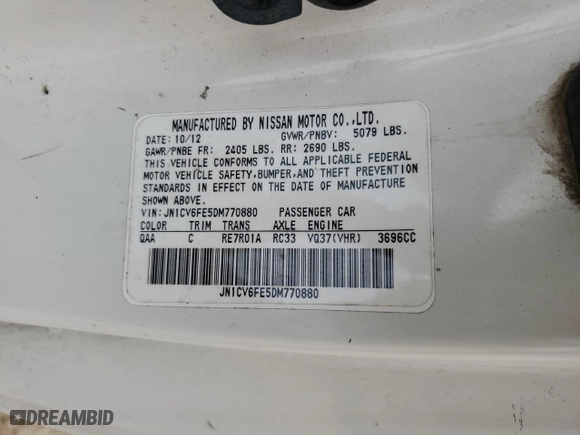 MANUFACTURED BY NISSAN MOTOR CO.,LTD.
DATE: 10/12 GVWR/PNBV: 5079 LBS.
GAWR/PNBE FR: 2405 LBS. RR: 2690 LBS.
THIS VEHICLE CONFORMS TO ALL APPLICABLE FEDERAL
MOTOR VEHICLE SAFETY,BUMPER,AND THEFT PREVENTION
STANDARDS IN EFFECT ON THE DATE OF MANUFACTURE
SHOWN ABOVE.
VIN: JN1CV6FE5DM770880 PASSENGER CAR
COLOR TRIM TRANS AXLE ENGINE
QAA C RE7R01A RC33 VQ37(VHR) 3696CC
JN1CV6FE5DM770880
DREAMBID